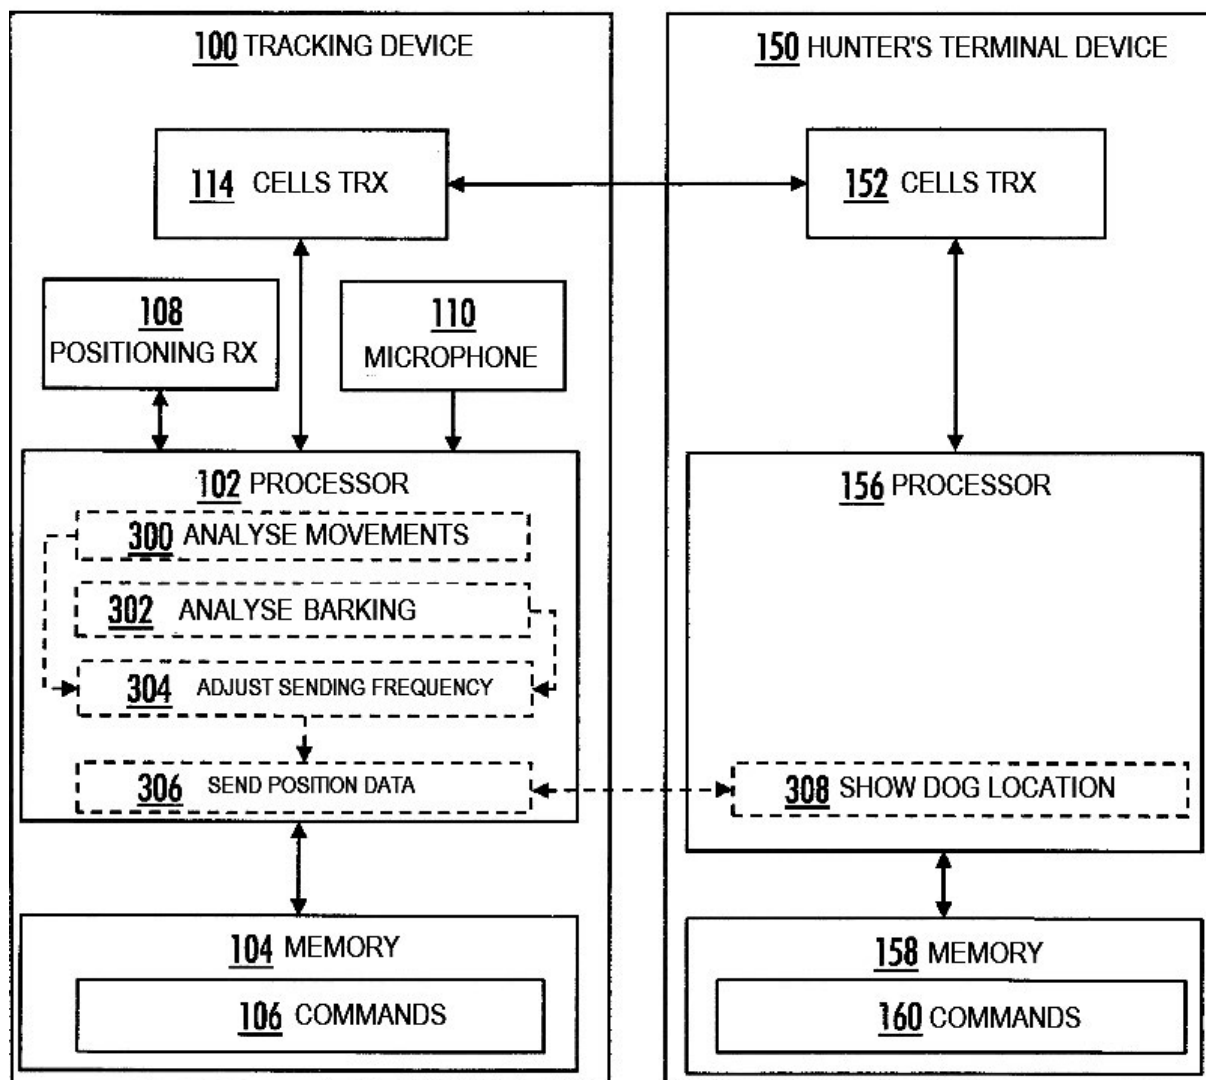 100 TRACKING DEVICE
114 CELLS TRX
108
POSITIONING RX
110
MICROPHONE
102 PROCESSOR
300 ANALYSE MOVEMENTS
302 ANALYSE BARKING
304 ADJUST SENDING FREQUENCY
306 SEND POSITION DATA
104 MEMORY
106 COMMANDS
150 HUNTER'S TERMINAL DEVICE
152 CELLS TRX
156 PROCESSOR
308 SHOW DOG LOCATION
158 MEMORY
160 COMMANDS